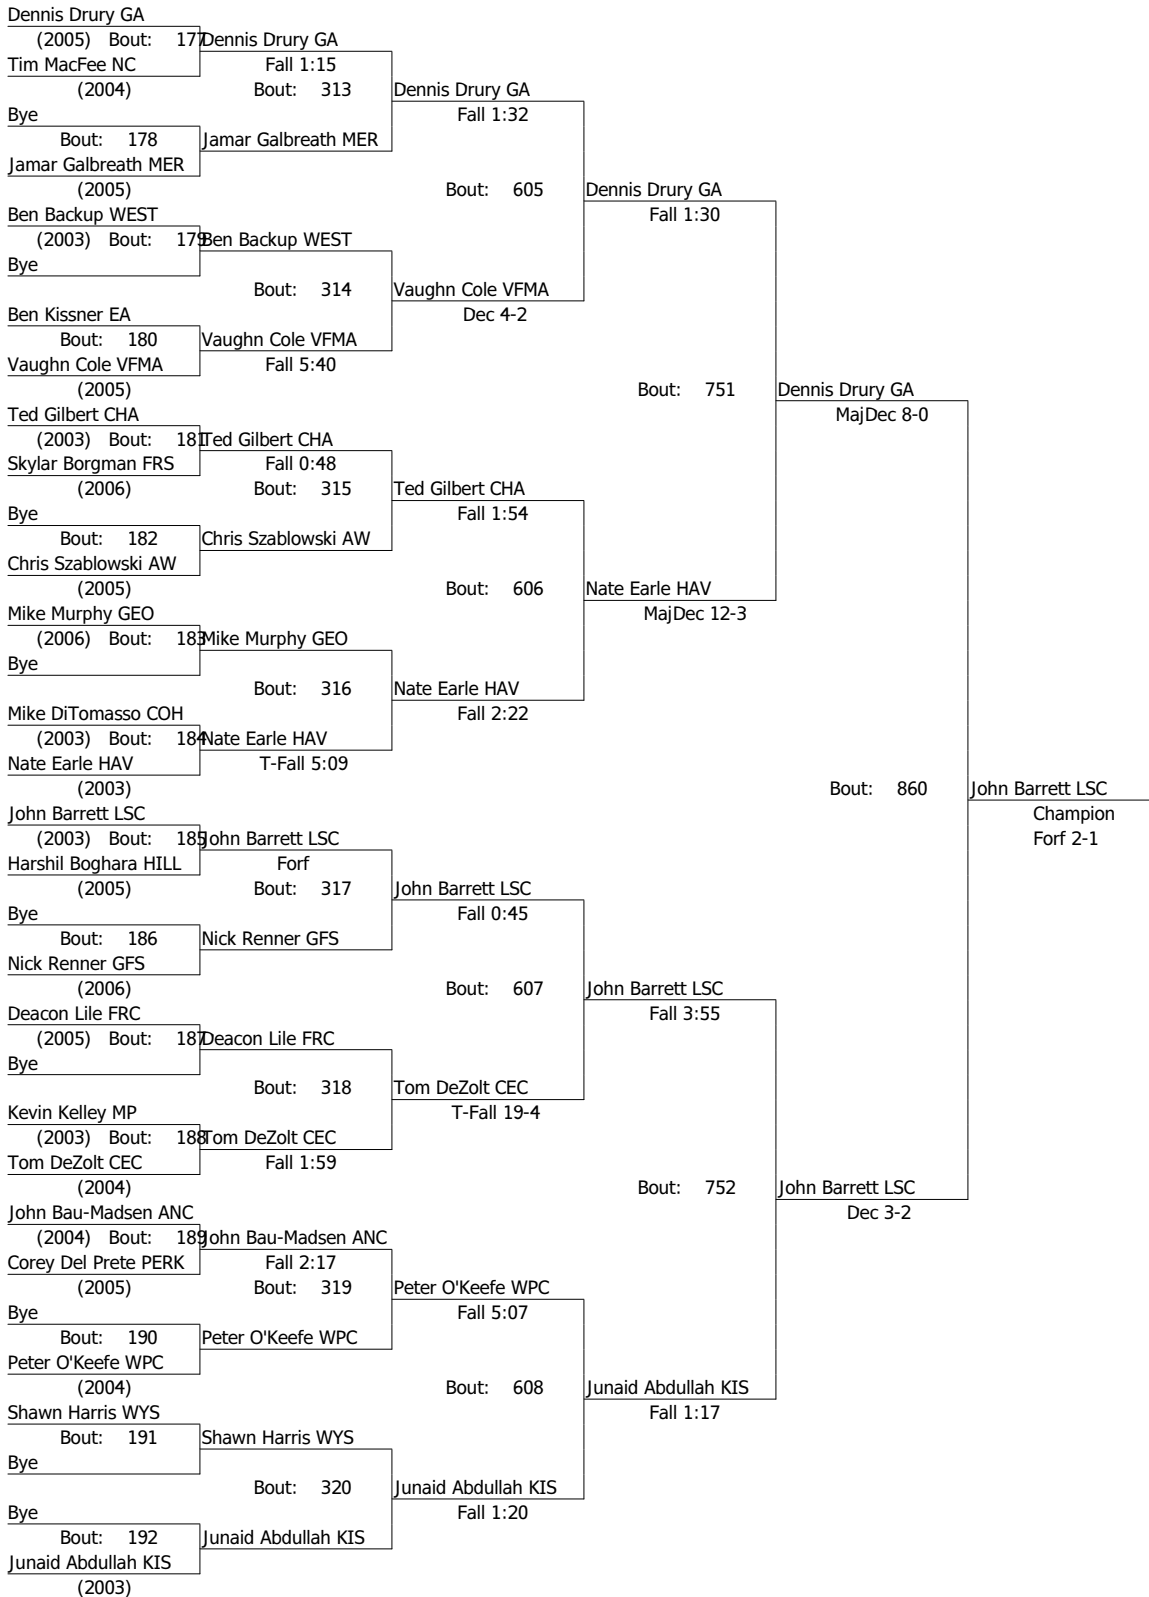 Dennis Drury GA
(2005) Bout: 177 Dennis Drury GA
Tim MacFee NC Fall 1:15
(2004) Bout: 313 Dennis Drury GA
Bye Fall 1:32
Bout: 178 Jamar Galbreath MER
Jamar Galbreath MER
(2005) Bout: 605 Dennis Drury GA
Ben Backup WEST Fall 1:30
(2003) Bout: 179 Ben Backup WEST
Bye
Bout: 314 Vaughn Cole VFMA
Ben Kissner EA Dec 4-2
Bout: 180 Vaughn Cole VFMA
Vaughn Cole VFMA Fall 5:40
(2005) Bout: 751 Dennis Drury GA
Ted Gilbert CHA MajDec 8-0
(2003) Bout: 181 Ted Gilbert CHA
Skylar Borgman FRS Fall 0:48
(2006) Bout: 315 Ted Gilbert CHA
Bye Fall 1:54
Bout: 182 Chris Szablowski AW
Chris Szablowski AW
(2005) Bout: 606 Nate Earle HAV
Mike Murphy GEO MajDec 12-3
(2006) Bout: 183 Mike Murphy GEO
Bye
Bout: 316 Nate Earle HAV
Mike DiTomasso COH Fall 2:22
(2003) Bout: 184 Nate Earle HAV
Nate Earle HAV T-Fall 5:09
(2003) Bout: 860 John Barrett LSC
John Barrett LSC Champion
(2003) Bout: 185 John Barrett LSC Forf 2-1
Harshil Boghara HILL Forf
(2005) Bout: 317 John Barrett LSC
Bye Fall 0:45
Bout: 186 Nick Renner GFS
Nick Renner GFS
(2006) Bout: 607 John Barrett LSC
Deacon Lile FRC Fall 3:55
(2005) Bout: 187 Deacon Lile FRC
Bye
Bout: 318 Tom DeZolt CEC
Kevin Kelley MP T-Fall 19-4
(2003) Bout: 188 Tom DeZolt CEC
Tom DeZolt CEC Fall 1:59
(2004) Bout: 752 John Barrett LSC
John Bau-Madsen ANC Dec 3-2
(2004) Bout: 189 John Bau-Madsen ANC
Corey Del Prete PERK Fall 2:17
(2005) Bout: 319 Peter O'Keefe WPC
Bye Fall 5:07
Bout: 190 Peter O'Keefe WPC
Peter O'Keefe WPC
(2004) Bout: 608 Junaid Abdullah KIS
Shawn Harris WYS Fall 1:17
Bout: 191 Shawn Harris WYS
Bye
Bout: 320 Junaid Abdullah KIS
Bye Fall 1:20
Bout: 192 Junaid Abdullah KIS
Junaid Abdullah KIS
(2003)